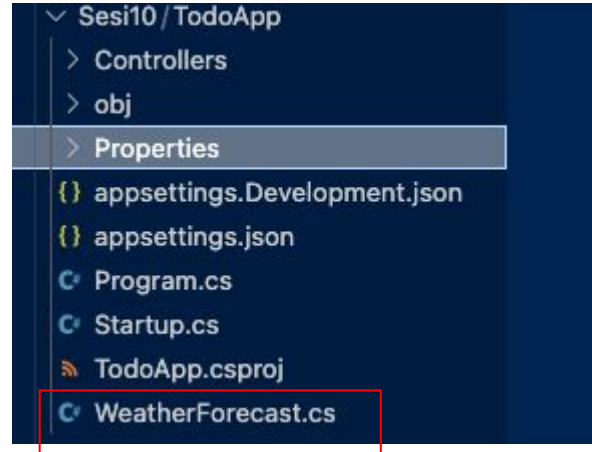 Sesi10/TodoApp
Controllers
obj
Properties
{} appsettings.Development.json
{} appsettings.json
C# Program.cs
C# Startup.cs
TodoApp.csproj
C# WeatherForecast.cs